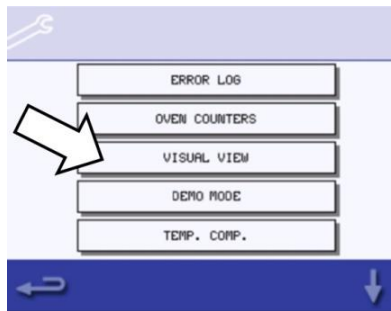 ERROR LOG
OVEN COUNTERS
VISUAL VIEW
DEMO MODE
TEMP. COMP.